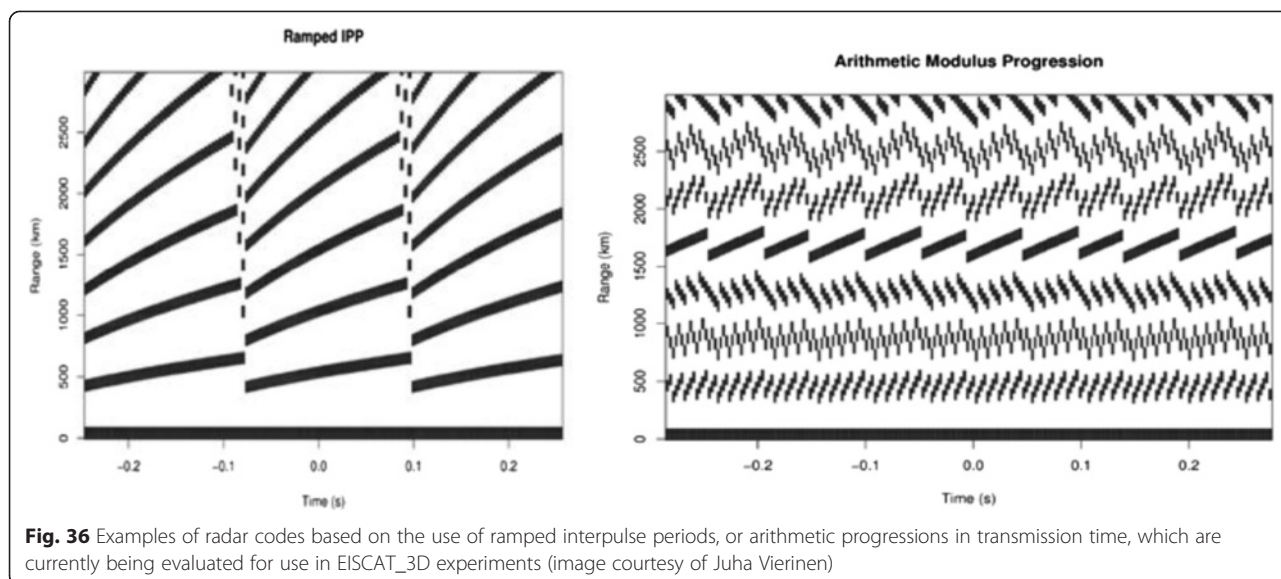 Ramped IPP
Range (km)
0
500
1000
1500
2000
2500
−0.2
−0.1
0.0
0.1
0.2
Time (s)
Arithmetic Modulus Progression
Range (km)
0
500
1000
1500
2000
2500
−0.2
−0.1
0.0
0.1
0.2
Time (s)
Fig. 36 Examples of radar codes based on the use of ramped interpulse periods, or arithmetic progressions in transmission time, which are
currently being evaluated for use in EISCAT_3D experiments (image courtesy of Juha Vierinen)